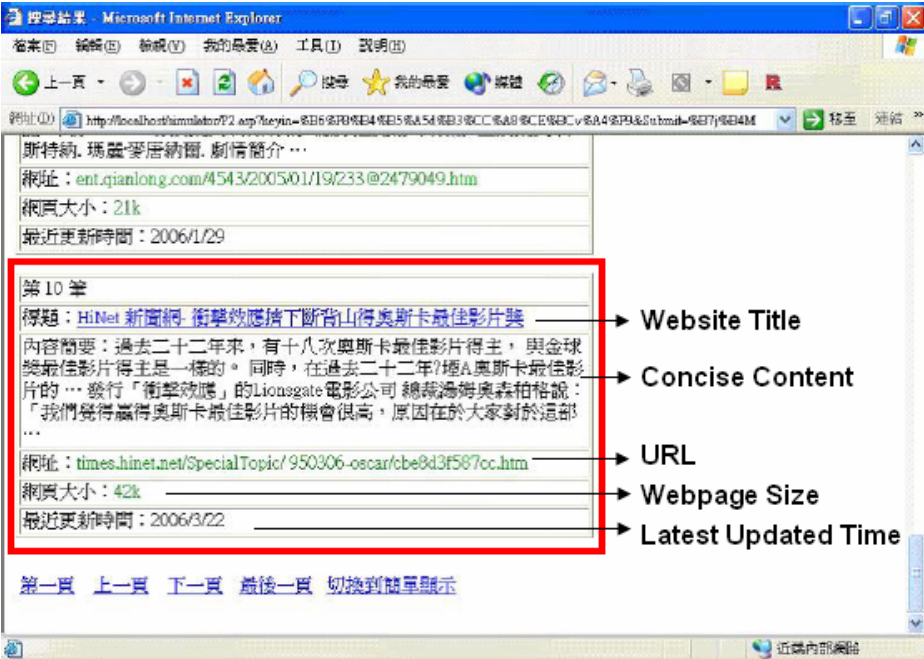 搜尋結果 - Microsoft Internet Explorer
檔案(F) 編輯(E) 檢視(V) 我的最愛(A) 工具(T) 說明(H)
上一頁 搜尋 我的最愛 媒體
網址(D) 移至 連結 »
斯特納. 瑪麗·麥唐納爾. 劇情簡介 …
網址：ent.qianlong.com/4543/2005/01/19/233@2479049.htm
網頁大小：21k
最近更新時間：2006/1/29
第 10 筆
標題：HiNet 新聞網- 衝擊效應擠下斷背山得奧斯卡最佳影片獎 Website Title
內容簡要：過去二十二年來，有十八次奧斯卡最佳影片得主， 與金球
獎最佳影片得主是一樣的。 同時，在過去二十二年?堙A奧斯卡最佳影 Concise Content
片的 … 發行「衝擊效應」的Lionsgate電影公司 總裁湯姆奧森柏格說：
「我們覺得贏得奧斯卡最佳影片的機會很高，原因在於大家對於這部
…
網址：times.hinet.net/SpecialTopic/950306-oscar/cbe8d3f587cc.htm URL
網頁大小：42k Webpage Size
最近更新時間：2006/3/22 Latest Updated Time
第一頁 上一頁 下一頁 最後一頁 切換到簡單顯示
近端內部網路